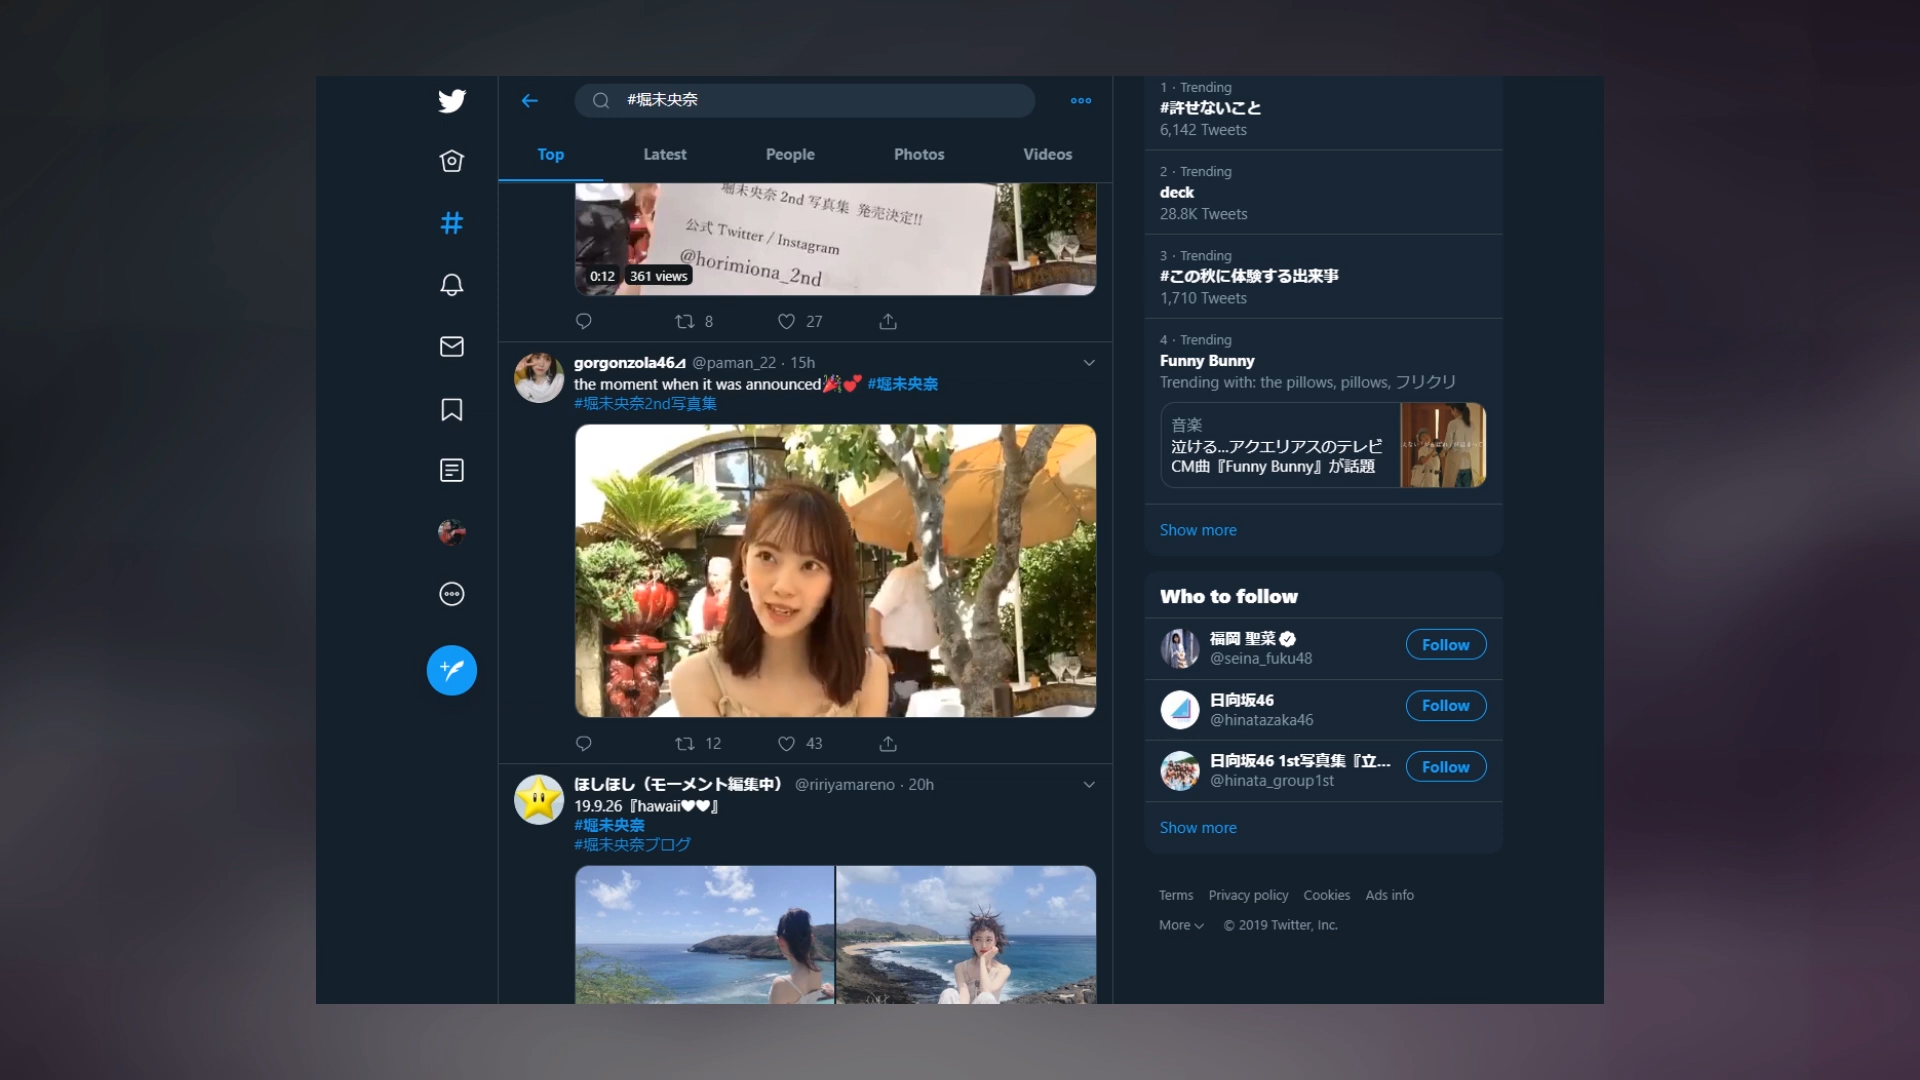 #堀未央奈
Top
Latest
People
Photos
Videos
堀未央奈 2nd 写真集 発売決定!!
公式 Twitter / Instagram
@horimiona_2nd
0:12
361 views
8
27
gorgonzola46⊿ @paman_22 · 15h
the moment when it was announced🎉💕 #堀未央奈
#堀未央奈2nd写真集
12
43
ほしほし（モーメント編集中） @ririyamareno · 20h
19.9.26『hawaii♥♥』
#堀未央奈
#堀未央奈ブログ
1 · Trending
#許せないこと
6,142 Tweets
2 · Trending
deck
28.8K Tweets
3 · Trending
#この秋に体験する出来事
1,710 Tweets
4 · Trending
Funny Bunny
Trending with: the pillows, pillows, フリクリ
音楽
泣ける...アクエリアスのテレビ
CM曲『Funny Bunny』が話題
Show more
Who to follow
福岡 聖菜
@seina_fuku48
Follow
日向坂46
@hinatazaka46
Follow
日向坂46 1st写真集『立...
@hinata_group1st
Follow
Show more
Terms Privacy policy Cookies Ads info
More © 2019 Twitter, Inc.